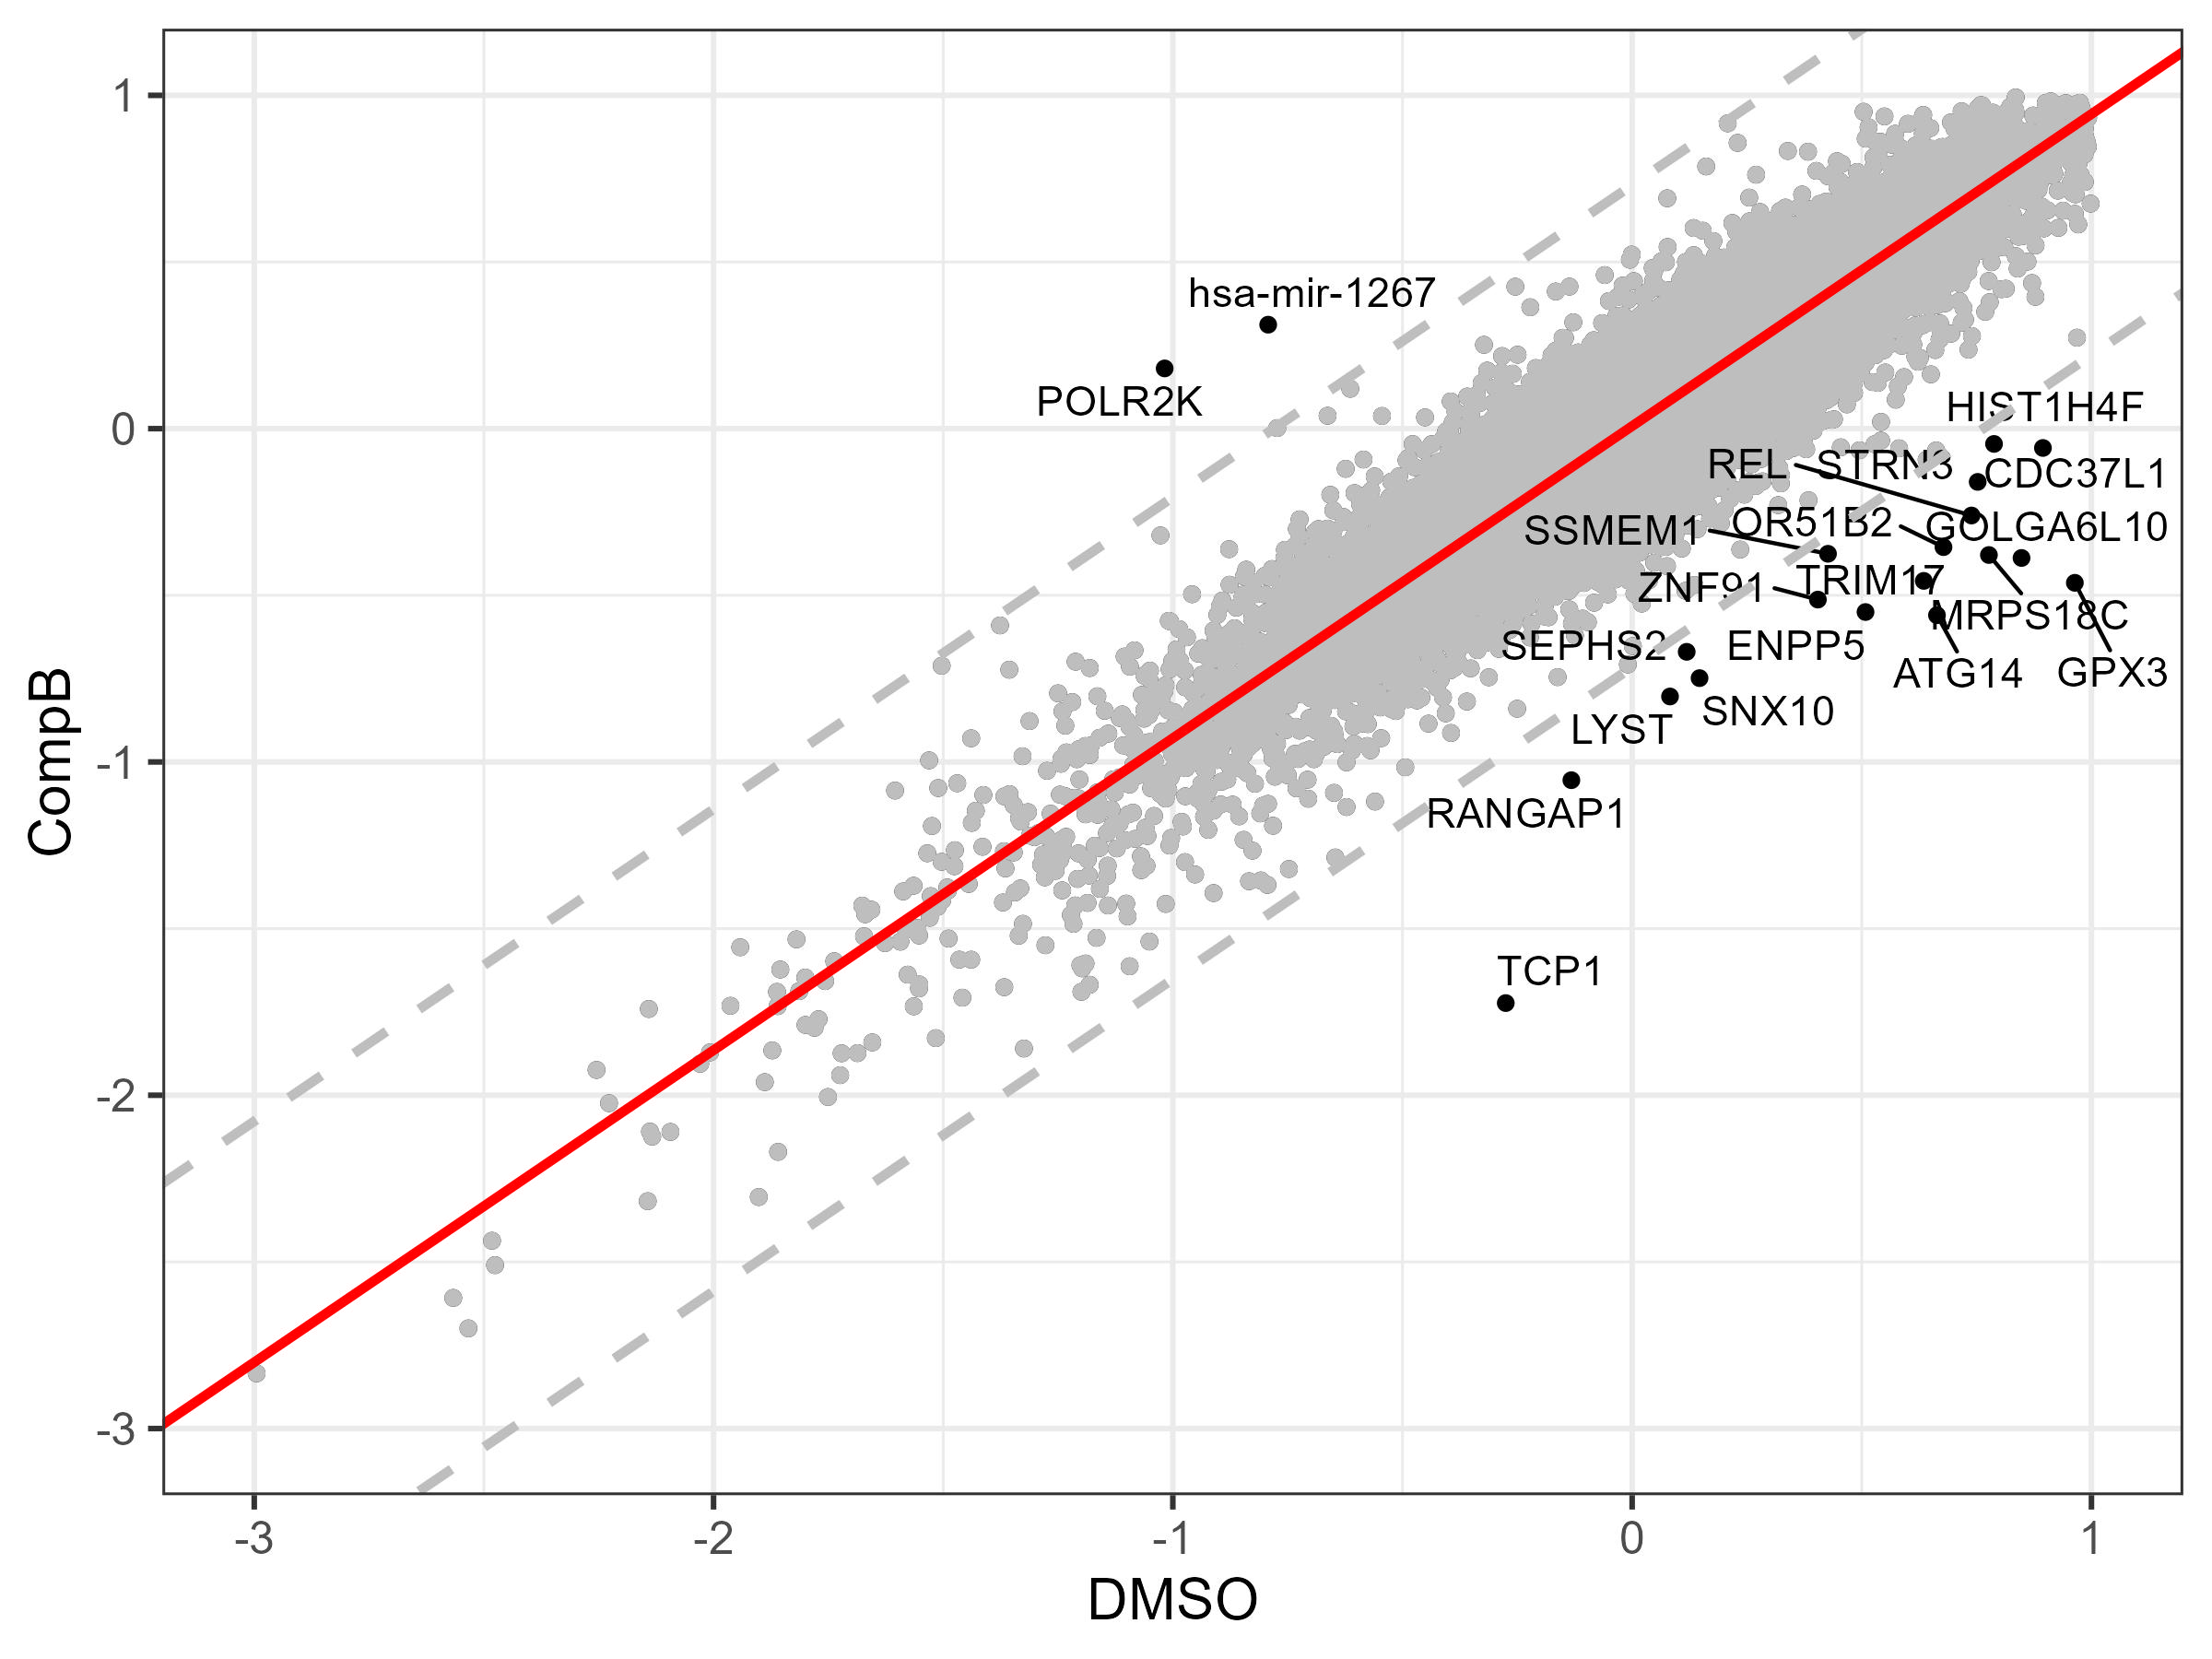 1
0
-1
-2
-3
CompB
hsa-mir-1267
POLR2K
HIST1H4F
REL
STRN3
CDC37L1
SSMEM1
OR51B2
GOLGA6L10
ZNF91
TRIM17
MRPS18C
SEPHS2
ENPP5
ATG14
GPX3
LYST
SNX10
RANGAP1
TCP1
-3
-2
-1
0
1
DMSO